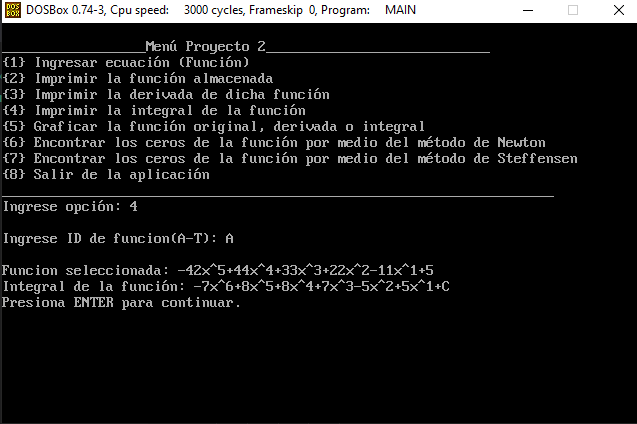 DOSBox 0.74-3, Cpu speed: 3000 cycles, Frameskip 0, Program: MAIN
__________________Menú Proyecto 2____________________________
{1} Ingresar ecuación (Función)
{2} Imprimir la función almacenada
{3} Imprimir la derivada de dicha función
{4} Imprimir la integral de la función
{5} Graficar la función original, derivada o integral
{6} Encontrar los ceros de la función por medio del método de Newton
{7} Encontrar los ceros de la función por medio del método de Steffensen
{8} Salir de la aplicación
_____________________________________________________________________
Ingrese opción: 4
Ingrese ID de funcion(A-T): A
Funcion seleccionada: -42x^5+44x^4+33x^3+22x^2-11x^1+5
Integral de la función: -7x^6+8x^5+8x^4+7x^3-5x^2+5x^1+C
Presiona ENTER para continuar.